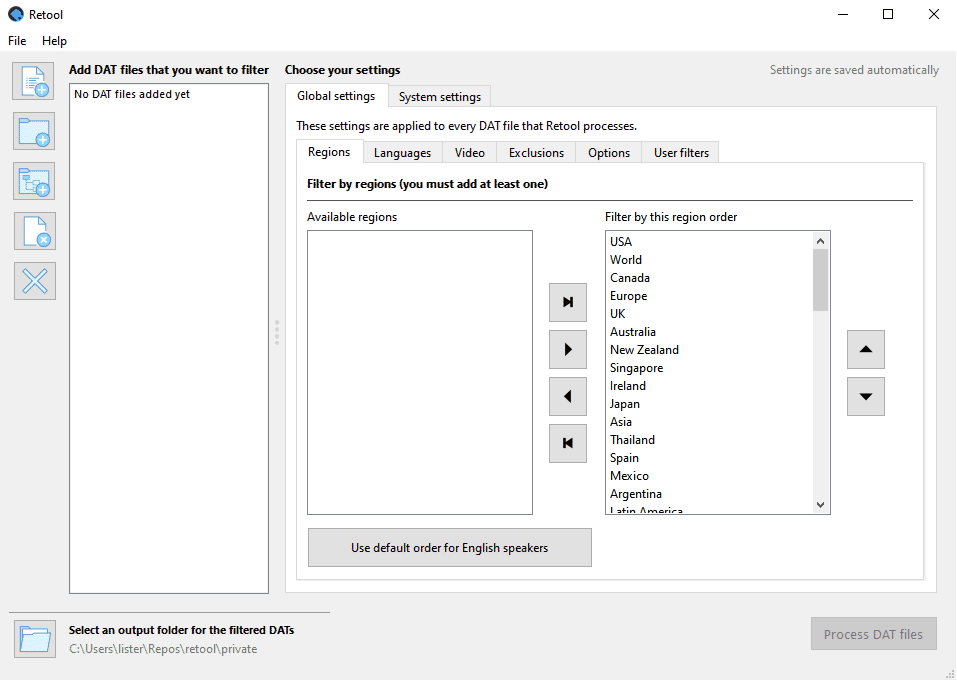 Retool
File Help
Add DAT files that you want to filter
No DAT files added yet
Choose your settings
Settings are saved automatically
Global settings System settings
These settings are applied to every DAT file that Retool processes.
Regions Languages Video Exclusions Options User filters
Filter by regions (you must add at least one)
Available regions
Filter by this region order
USA
World
Canada
Europe
UK
Australia
New Zealand
Singapore
Ireland
Japan
Asia
Thailand
Spain
Mexico
Argentina
Latin America
Use default order for English speakers
Select an output folder for the filtered DATs
C:\Users\lister\Repos\retool\private
Process DAT files